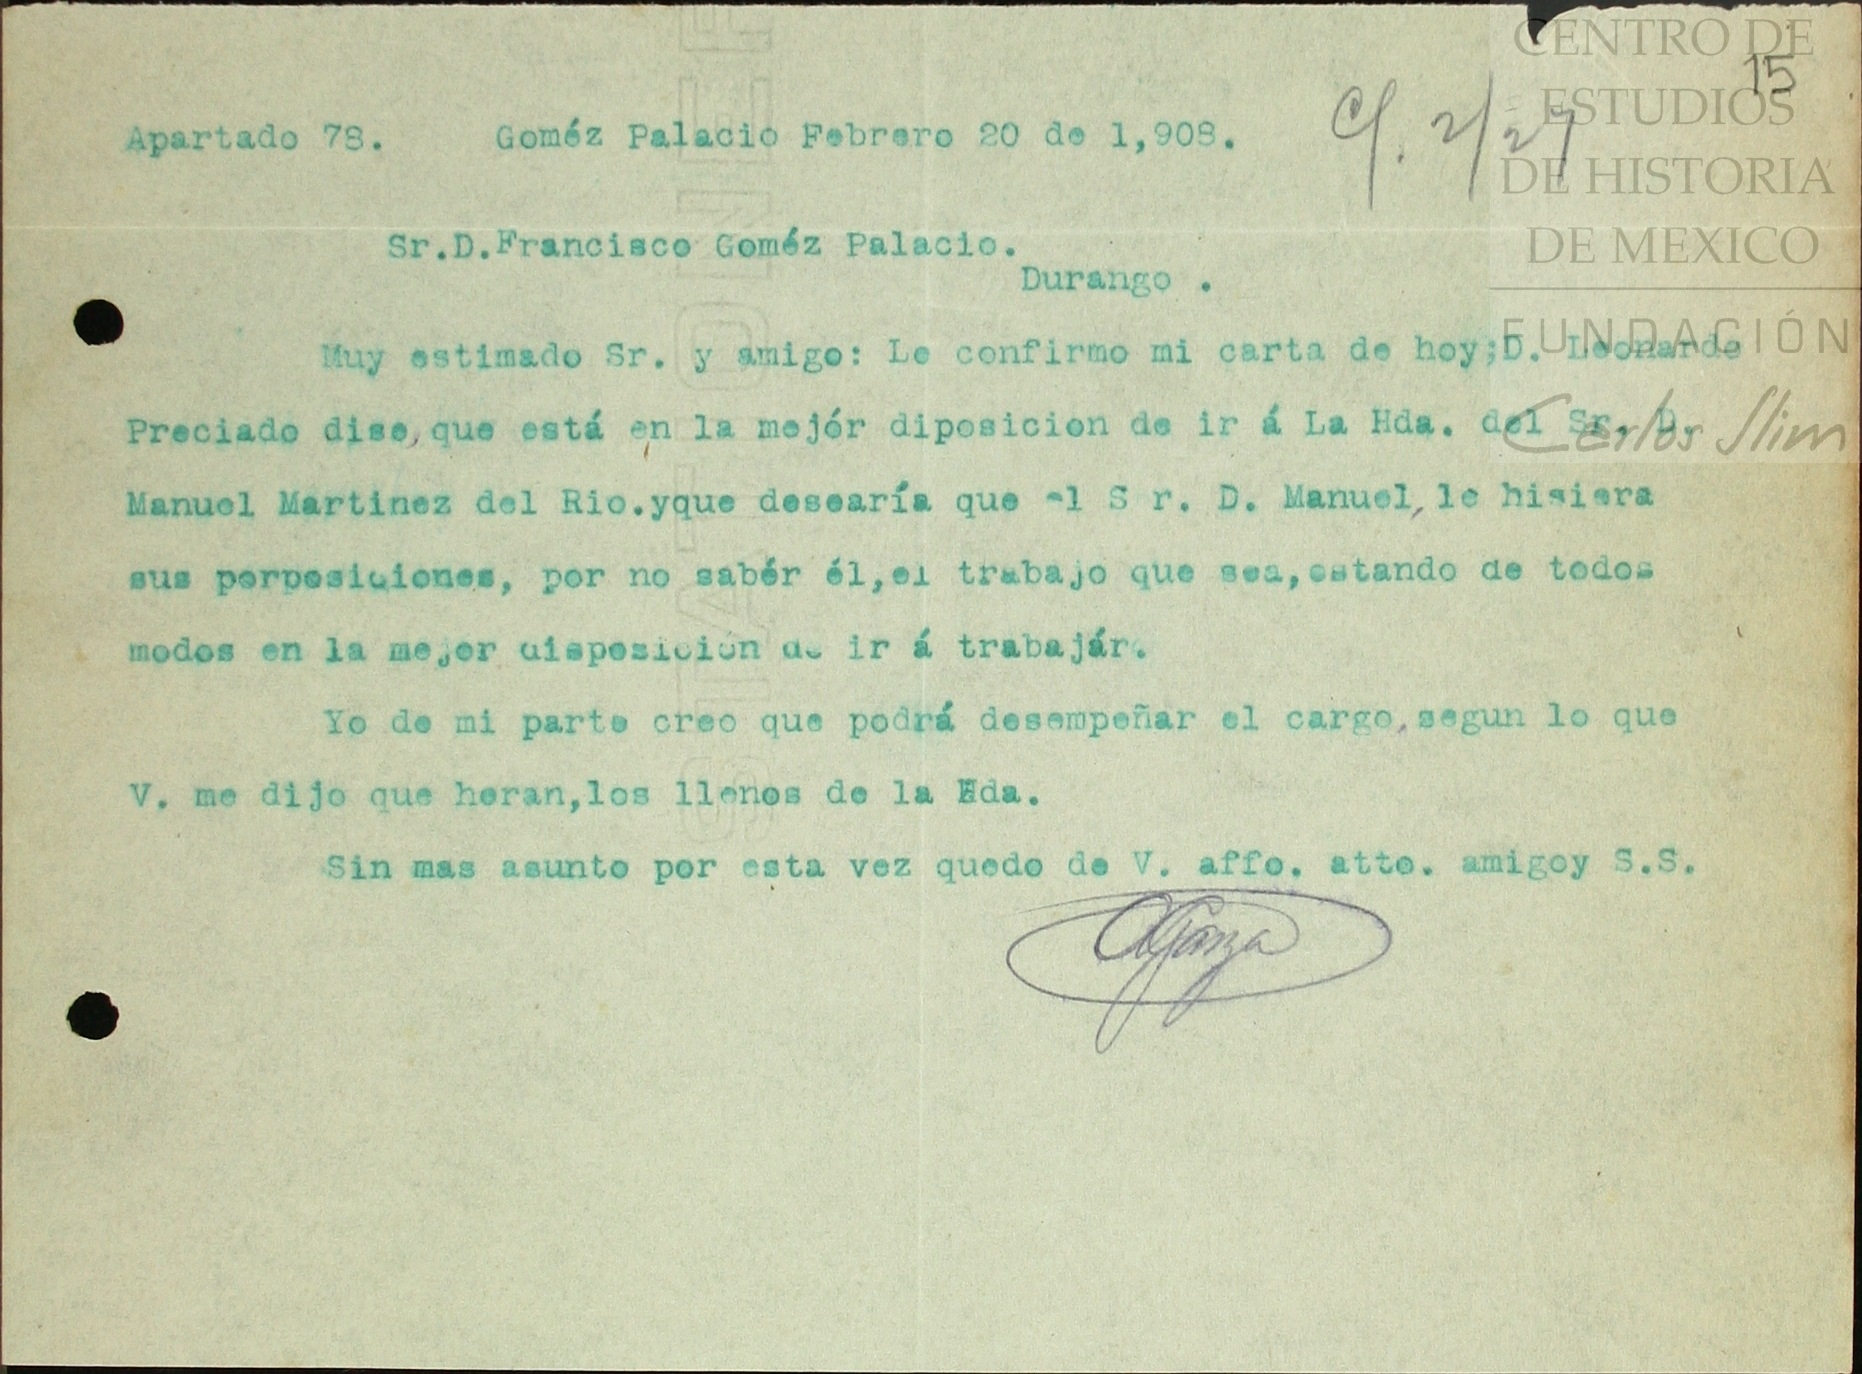 CENTRO DE
ESTUDIOS
DE HISTORIA
DE MEXICO
FUNDACIÓN
Carlos Slim
15
Apartado 78. Goméz Palacio Febrero 20 de 1,908.
C/. 2/27
Sr.D.Francisco Goméz Palacio.
Durango .
Muy estimado Sr. y amigo: Le confirmo mi carta de hoy;D. Leonardo
Preciado dise,que está en la mejór diposicion de ir á La Hda. del Sr. D.
Manuel Martinez del Rio.yque desearía que el S r. D. Manuel,le hisiera
sus porposiciones, por no sabér él,el trabajo que sea,estando de todos
modos en la mejor disposición de ir á trabajár.
Yo de mi parte creo que podrá desempeñar el cargo,segun lo que
V. me dijo que heran,los llenos de la Hda.
Sin mas asunto por esta vez quedo de V. affo. atto. amigoy S.S.
Garza